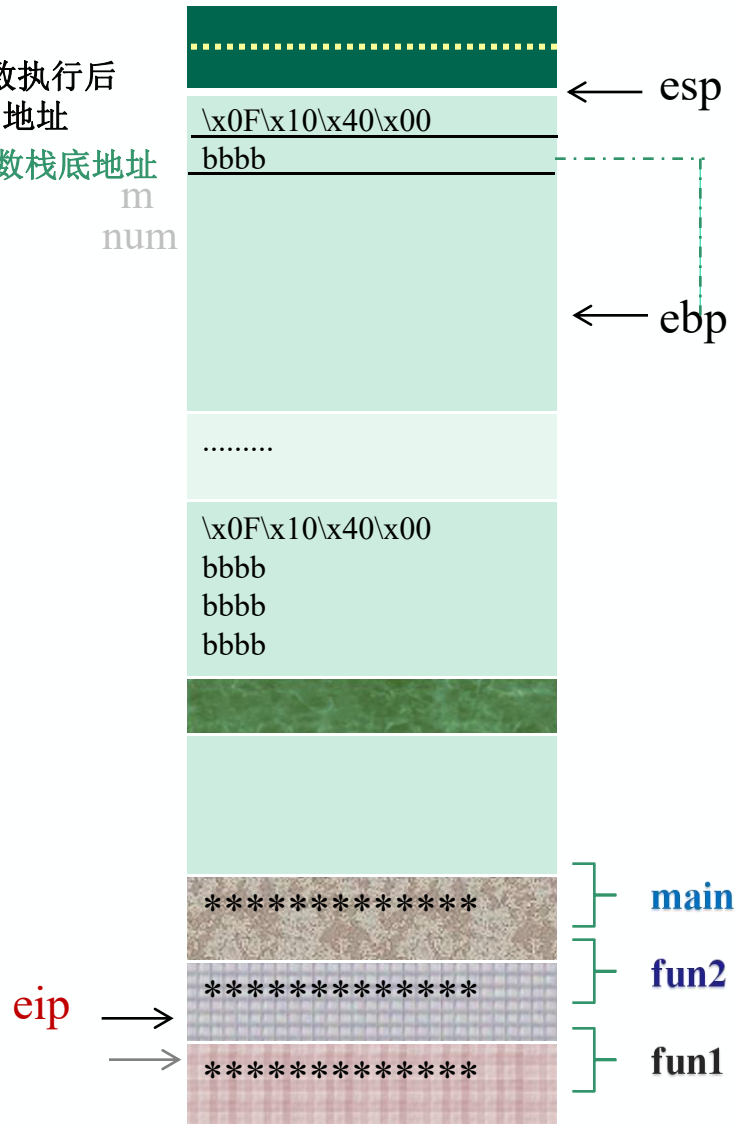 数执行后
地址
数栈底地址
m
num
esp
\x0F\x10\x40\x00
bbbb
ebp
.........
\x0F\x10\x40\x00
bbbb
bbbb
bbbb
*************
main
*************
fun2
eip
*************
fun1